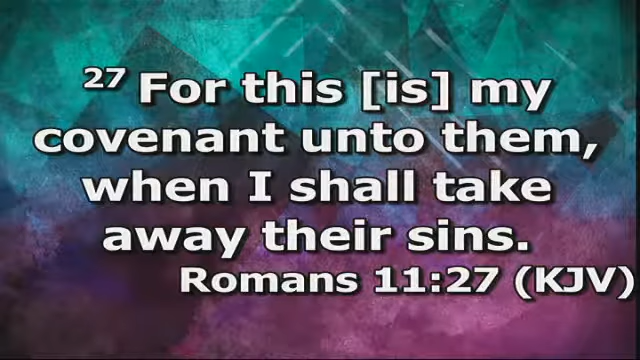 27 For this [is] my
covenant unto them,
when I shall take
away their sins.
Romans 11:27 (KJV)